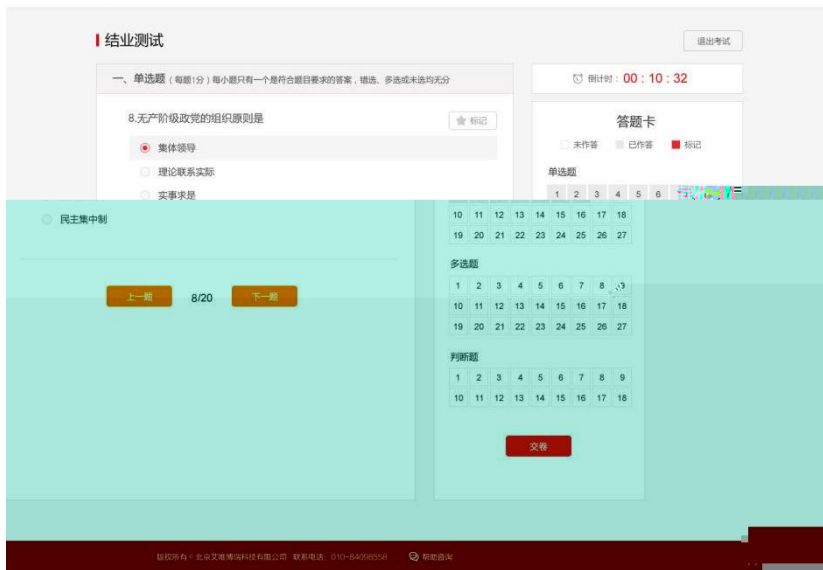 结业测试
退出考试
一、单选题（每题1分）每小题只有一个是符合题目要求的答案，错选、多选或未选均无分
倒计时：00：10：32
8.无产阶级政党的组织原则是
标记
集体领导
理论联系实际
实事求是
民主集中制
上一题
8/20
下一题
答题卡
未作答 已作答 标记
单选题
1 2 3 4 5 6
10 11 12 13 14 15 16 17 18
19 20 21 22 23 24 25 26 27
多选题
1 2 3 4 5 6 7 8 9
10 11 12 13 14 15 16 17 18
19 20 21 22 23 24 25 26 27
判断题
1 2 3 4 5 6 7 8 9
10 11 12 13 14 15 16 17 18
交卷
版权所有©北京艾唯博瑞科技有限公司 联系电话：010-84098558 帮助咨询